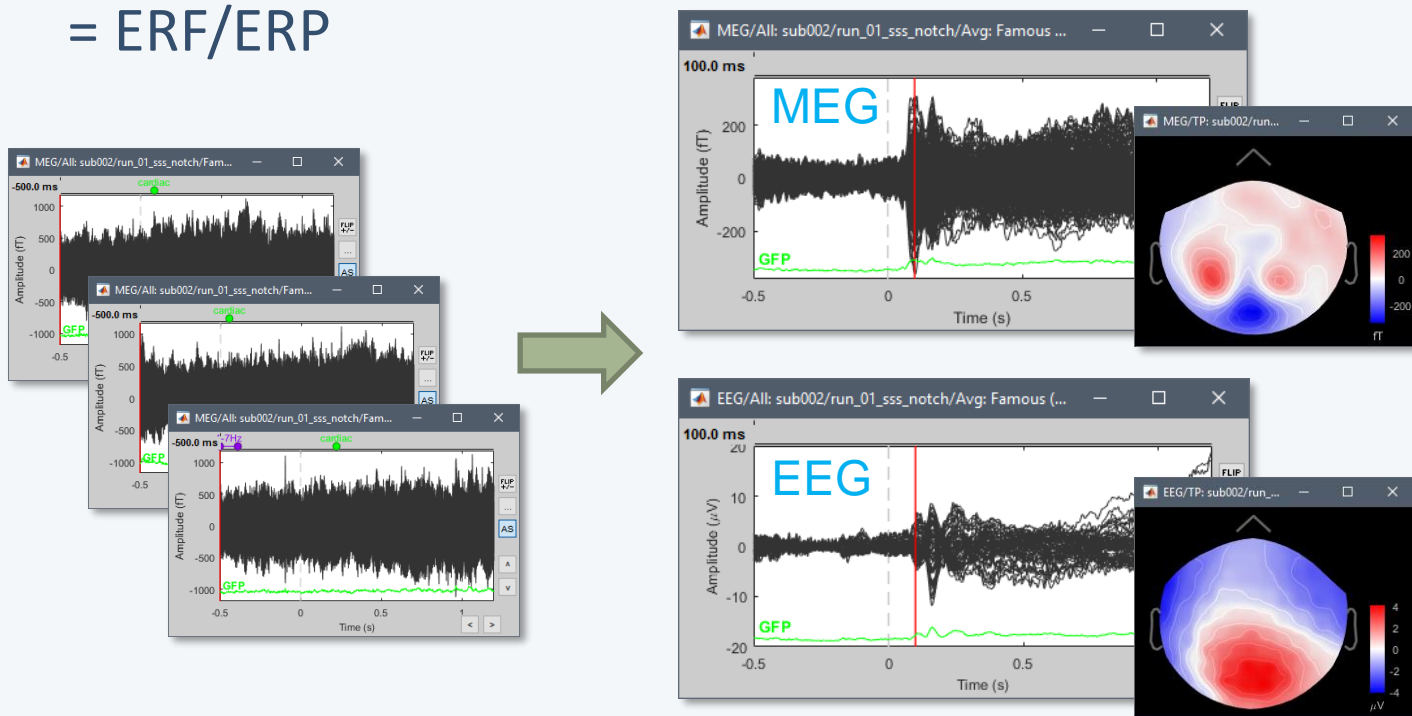 = ERF/ERP
MEG/All: sub002/run_01_sss_notch/Fam...
-500.0 ms
cardiac
1000
500
0
-500
-1000
Amplitude (fT)
GFP
-0.5
FLIP
+/-
...
AS
MEG/All: sub002/run_01_sss_notch/Fam...
-500.0 ms
cardiac
1000
500
0
-500
-1000
Amplitude (fT)
GFP
-0.5
FLIP
+/-
...
AS
MEG/All: sub002/run_01_sss_notch/Fam...
-500.0 ms
-7Hz
cardiac
1000
500
0
-500
-1000
Amplitude (fT)
GFP
-0.5 0 0.5 1
Time (s)
FLIP
+/-
...
AS
∧
∨
< >
MEG/All: sub002/run_01_sss_notch/Avg: Famous ...
100.0 ms
MEG
200
0
-200
Amplitude (fT)
GFP
-0.5 0 0.5
Time (s)
FLIP
MEG/TP: sub002/run...
200
0
-200
fT
EEG/All: sub002/run_01_sss_notch/Avg: Famous (...
100.0 ms
EEG
20
10
0
-10
-20
Amplitude (μV)
GFP
-0.5 0 0.5
Time (s)
FLIP
EEG/TP: sub002/run_...
4
2
0
-2
-4
μV